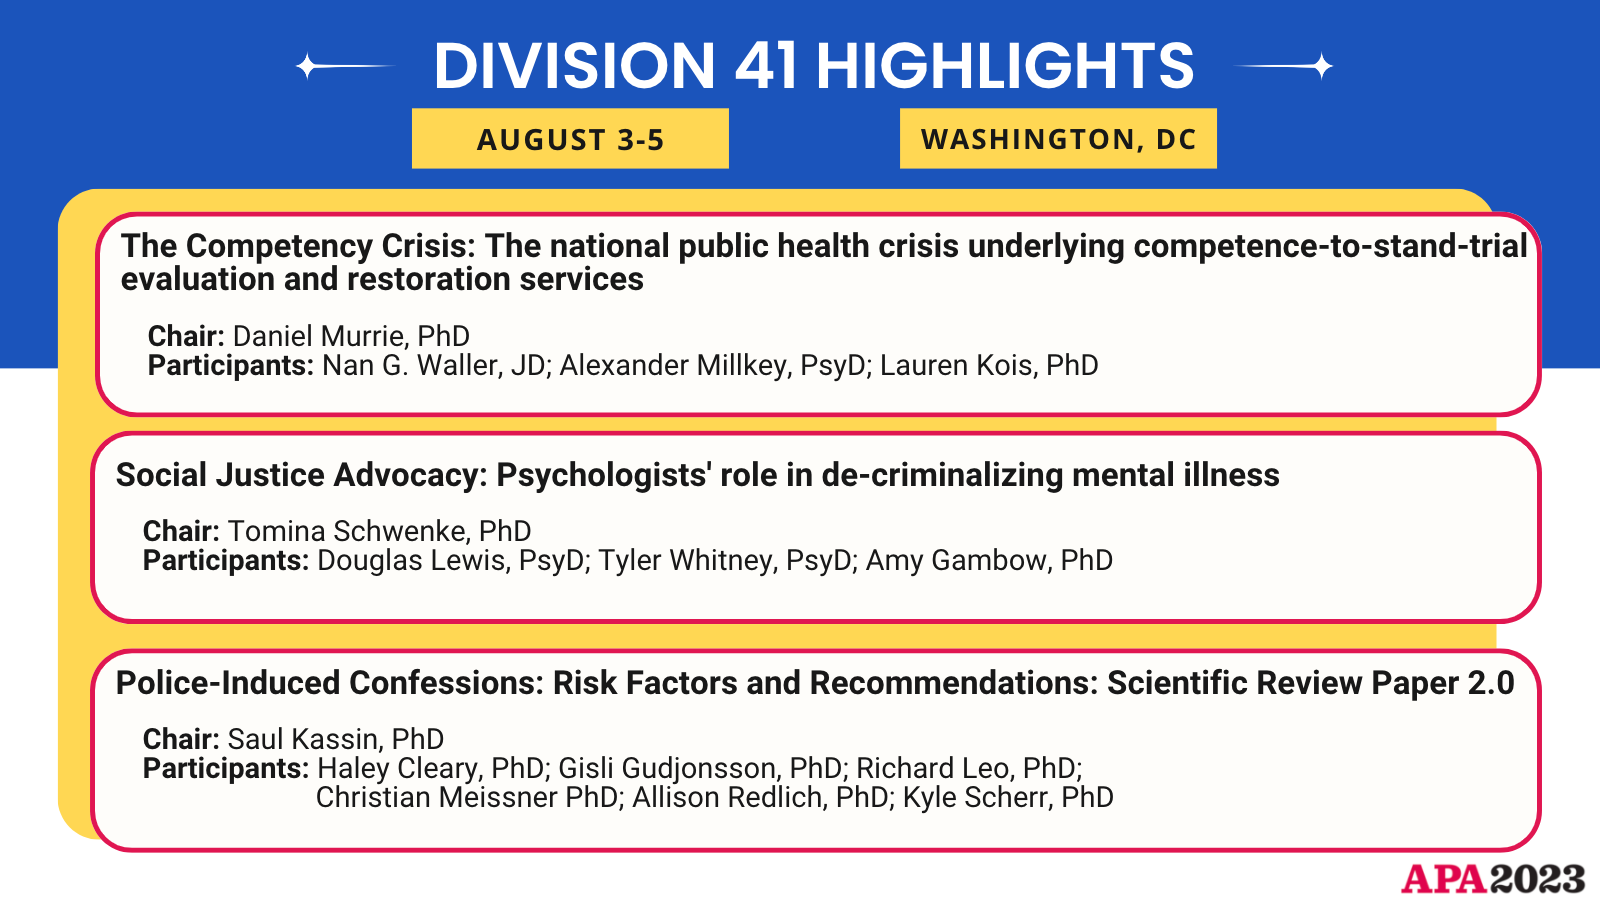 DIVISION 41 HIGHLIGHTS
AUGUST 3-5
WASHINGTON, DC
The Competency Crisis: The national public health crisis underlying competence-to-stand-trial
evaluation and restoration services
Chair: Daniel Murrie, PhD
Participants: Nan G. Waller, JD; Alexander Millkey, PsyD; Lauren Kois, PhD
Social Justice Advocacy: Psychologists' role in de-criminalizing mental illness
Chair: Tomina Schwenke, PhD
Participants: Douglas Lewis, PsyD; Tyler Whitney, PsyD; Amy Gambow, PhD
Police-Induced Confessions: Risk Factors and Recommendations: Scientific Review Paper 2.0
Chair: Saul Kassin, PhD
Participants: Haley Cleary, PhD; Gisli Gudjonsson, PhD; Richard Leo, PhD;
Christian Meissner PhD; Allison Redlich, PhD; Kyle Scherr, PhD
APA2023